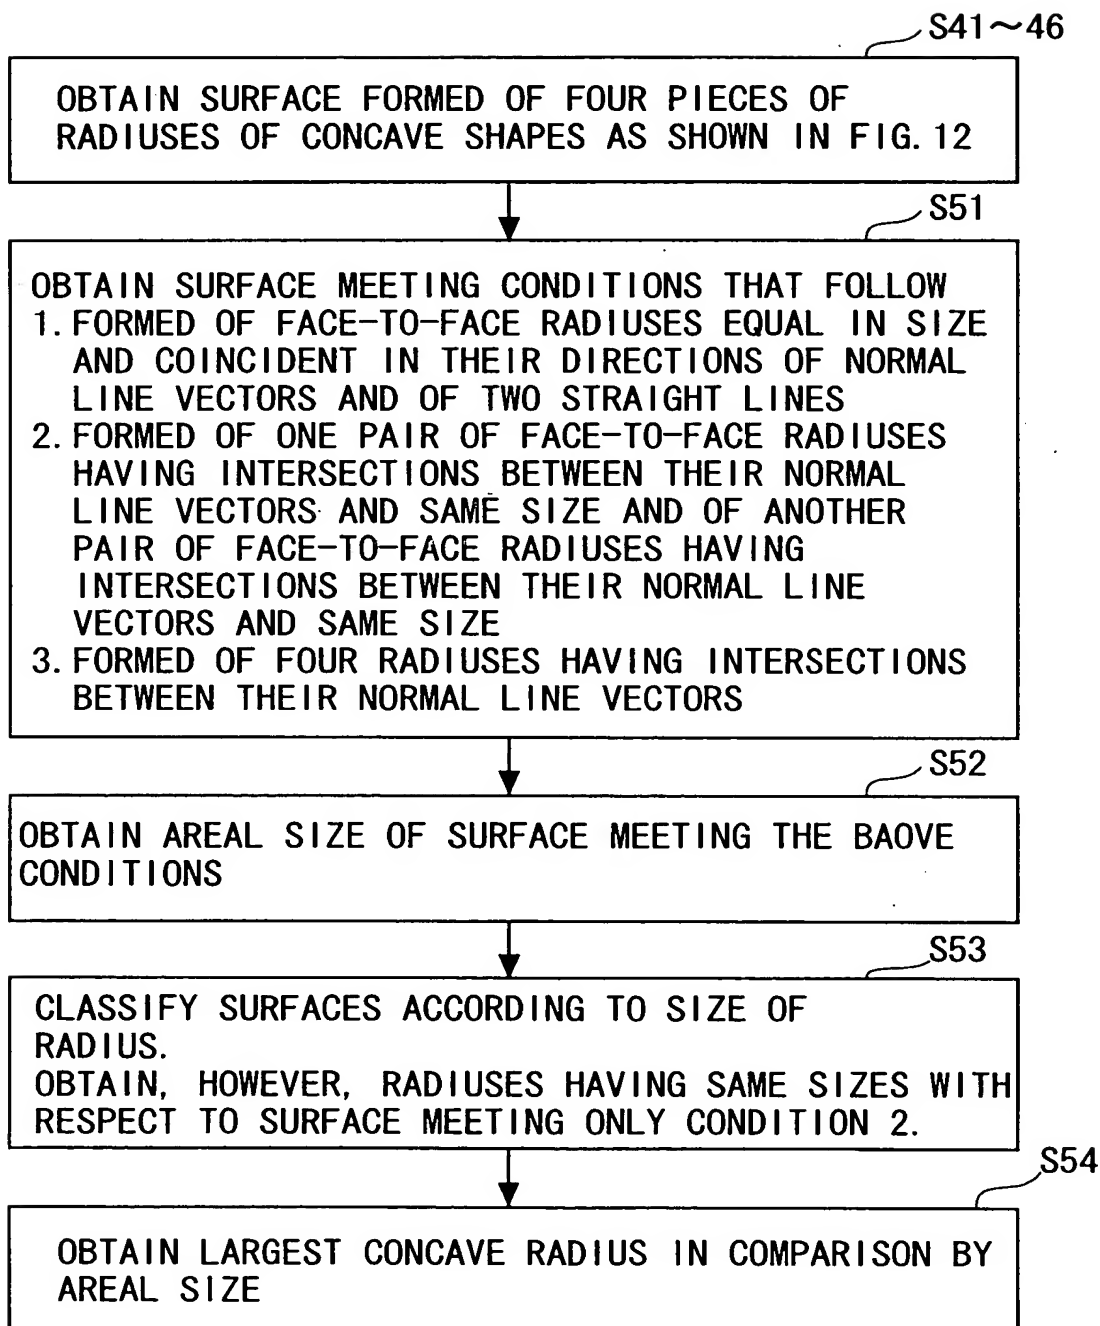 S41～46
OBTAIN SURFACE FORMED OF FOUR PIECES OF
RADIUSES OF CONCAVE SHAPES AS SHOWN IN FIG. 12
S51
OBTAIN SURFACE MEETING CONDITIONS THAT FOLLOW
1. FORMED OF FACE-TO-FACE RADIUSES EQUAL IN SIZE
AND COINCIDENT IN THEIR DIRECTIONS OF NORMAL
LINE VECTORS AND OF TWO STRAIGHT LINES
2. FORMED OF ONE PAIR OF FACE-TO-FACE RADIUSES
HAVING INTERSECTIONS BETWEEN THEIR NORMAL
LINE VECTORS AND SAME SIZE AND OF ANOTHER
PAIR OF FACE-TO-FACE RADIUSES HAVING
INTERSECTIONS BETWEEN THEIR NORMAL LINE
VECTORS AND SAME SIZE
3. FORMED OF FOUR RADIUSES HAVING INTERSECTIONS
BETWEEN THEIR NORMAL LINE VECTORS
S52
OBTAIN AREAL SIZE OF SURFACE MEETING THE BAOVE
CONDITIONS
S53
CLASSIFY SURFACES ACCORDING TO SIZE OF
RADIUS.
OBTAIN, HOWEVER, RADIUSES HAVING SAME SIZES WITH
RESPECT TO SURFACE MEETING ONLY CONDITION 2.
S54
OBTAIN LARGEST CONCAVE RADIUS IN COMPARISON BY
AREAL SIZE